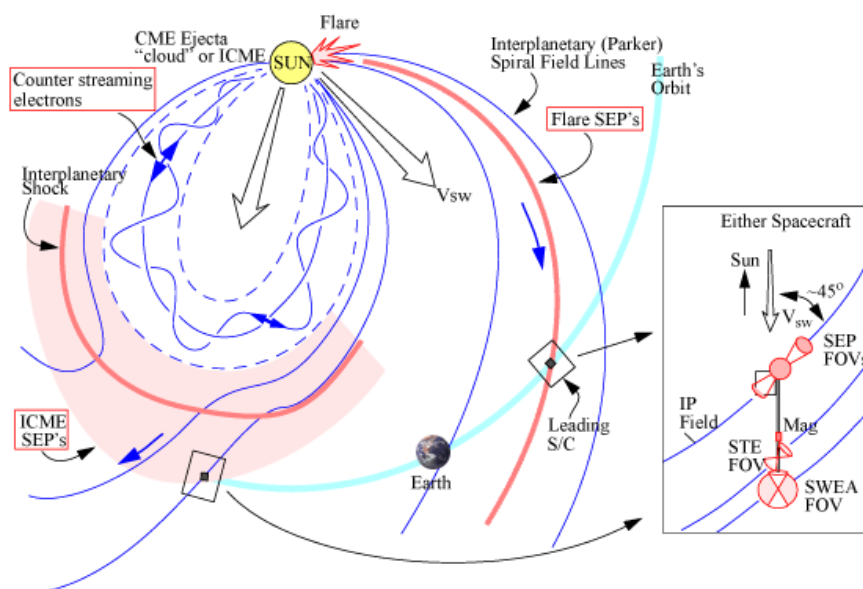 Flare
CME Ejecta
“cloud” or ICME
SUN
Counter streaming
electrons
Interplanetary (Parker)
Spiral Field Lines
Earth's
Orbit
Flare SEP's
Interplanetary
Shock
Vsw
Either Spacecraft
Sun
~45°
Vsw
SEP
FOVs
IP
Field
Mag
STE
FOV
SWEA
FOV
ICME
SEP's
Leading
S/C
Earth